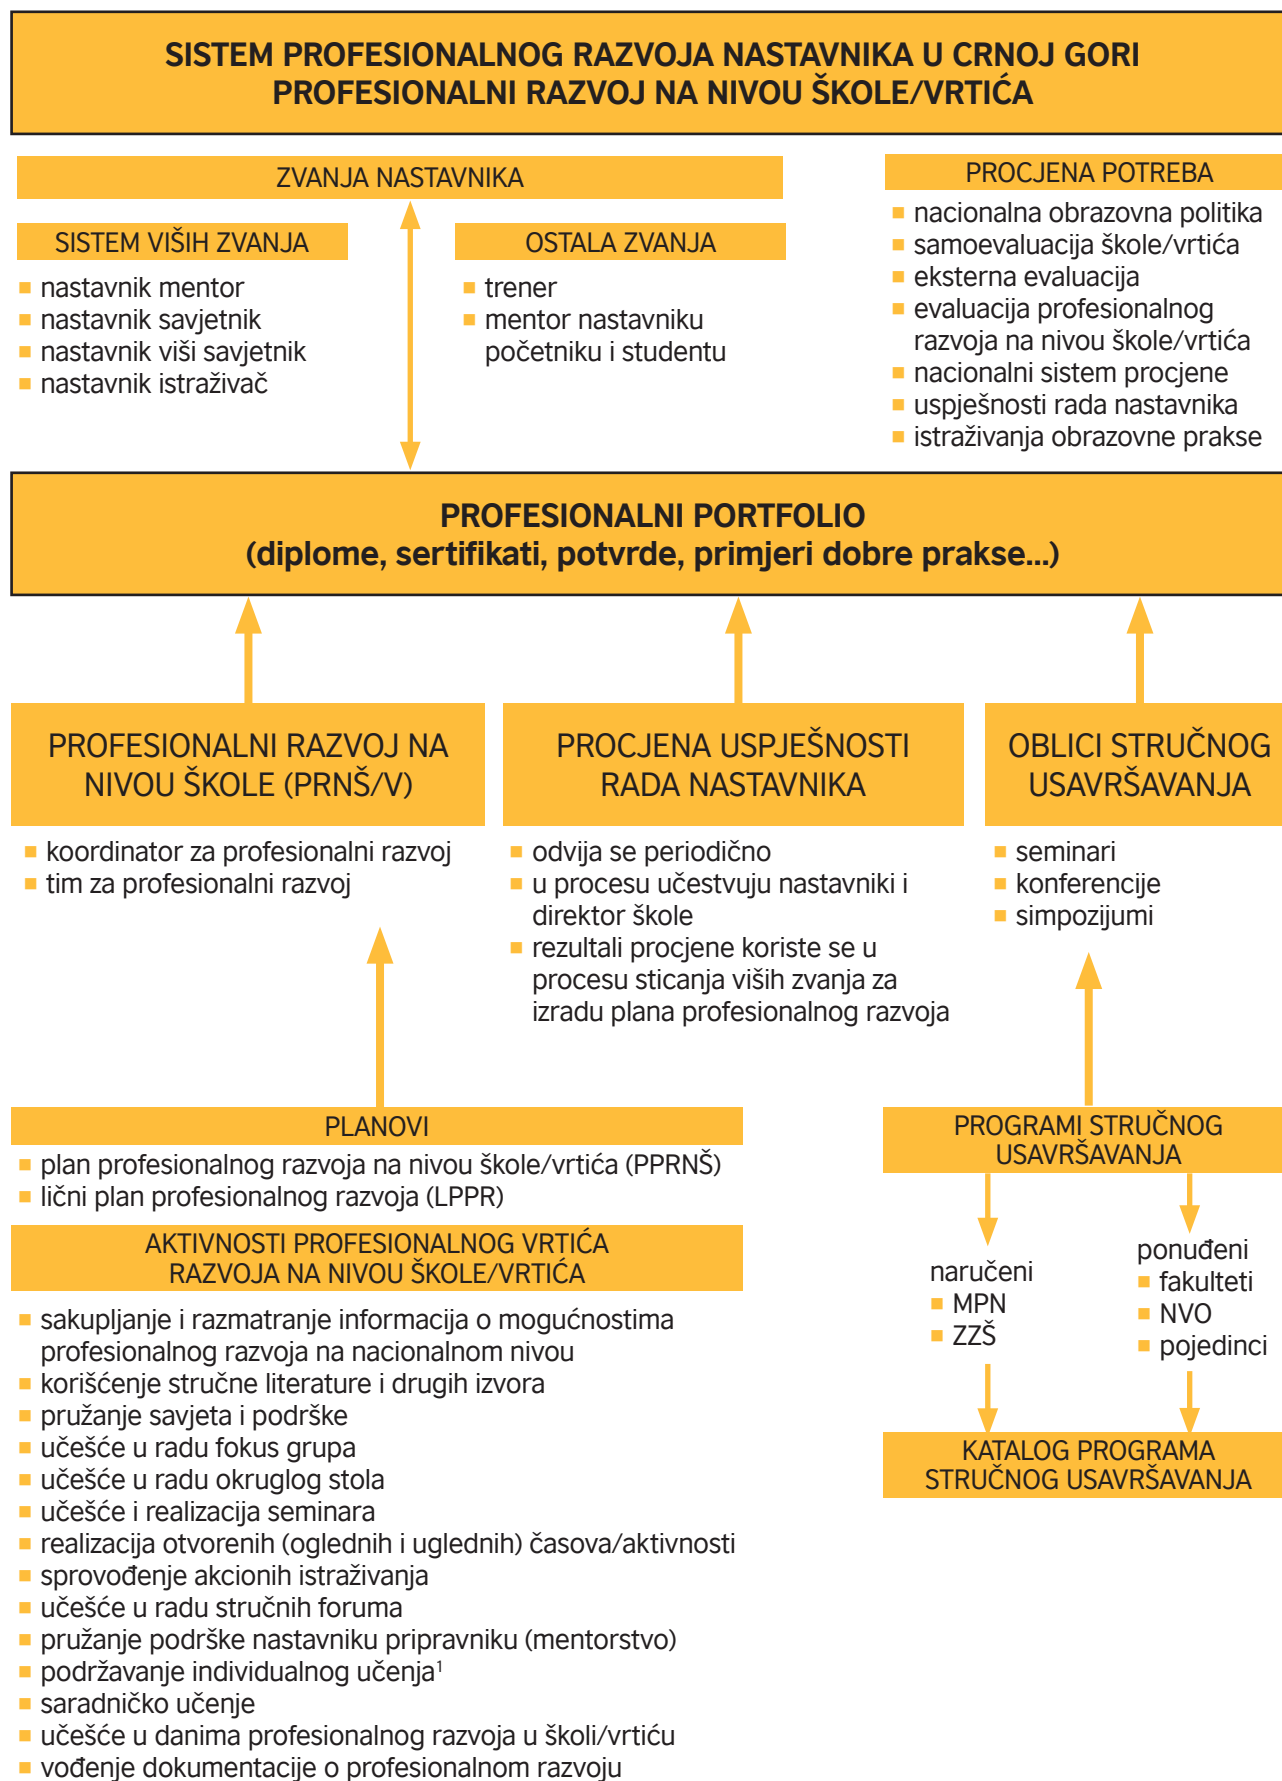 SISTEM PROFESIONALNOG RAZVOJA NASTAVNIKA U CRNOJ GORI
PROFESIONALNI RAZVOJ NA NIVOU ŠKOLE/VRTIĆA
ZVANJA NASTAVNIKA
SISTEM VIŠIH ZVANJA
nastavnik mentor
nastavnik savjetnik
nastavnik viši savjetnik
nastavnik istraživač
OSTALA ZVANJA
trener
mentor nastavniku
početniku i studentu
PROCJENA POTREBA
nacionalna obrazovna politika
samoevaluacija škole/vrtića
eksterna evaluacija
evaluacija profesionalnog
razvoja na nivou škole/vrtića
nacionalni sistem procjene
uspješnosti rada nastavnika
istraživanja obrazovne prakse
PROFESIONALNI PORTFOLIO
(diplome, sertifikati, potvrde, primjeri dobre prakse...)
PROFESIONALNI RAZVOJ NA
NIVOU ŠKOLE (PRNŠ/V)
koordinator za profesionalni razvoj
tim za profesionalni razvoj
PROCJENA USPJEŠNOSTI
RADA NASTAVNIKA
odvija se periodično
u procesu učestvuju nastavniki i
direktor škole
rezultali procjene koriste se u
procesu sticanja viših zvanja za
izradu plana profesionalnog razvoja
OBLICI STRUČNOG
USAVRŠAVANJA
seminari
konferencije
simpozijumi
PLANOVI
plan profesionalnog razvoja na nivou škole/vrtića (PPRNŠ)
lični plan profesionalnog razvoja (LPPR)
AKTIVNOSTI PROFESIONALNOG VRTIĆA
RAZVOJA NA NIVOU ŠKOLE/VRTIĆA
sakupljanje i razmatranje informacija o mogućnostima
profesionalnog razvoja na nacionalnom nivou
korišćenje stručne literature i drugih izvora
pružanje savjeta i podrške
učešće u radu fokus grupa
učešće u radu okruglog stola
učešće i realizacija seminara
realizacija otvorenih (oglednih i uglednih) časova/aktivnosti
sprovođenje akcionih istraživanja
učešće u radu stručnih foruma
pružanje podrške nastavniku pripravniku (mentorstvo)
podržavanje individualnog učenja¹
saradničko učenje
učešće u danima profesionalnog razvoja u školi/vrtiću
vođenje dokumentacije o profesionalnom razvoju
PROGRAMI STRUČNOG
USAVRŠAVANJA
naručeni
MPN
ZZŠ
ponuđeni
fakulteti
NVO
pojedinci
KATALOG PROGRAMA
STRUČNOG USAVRŠAVANJA